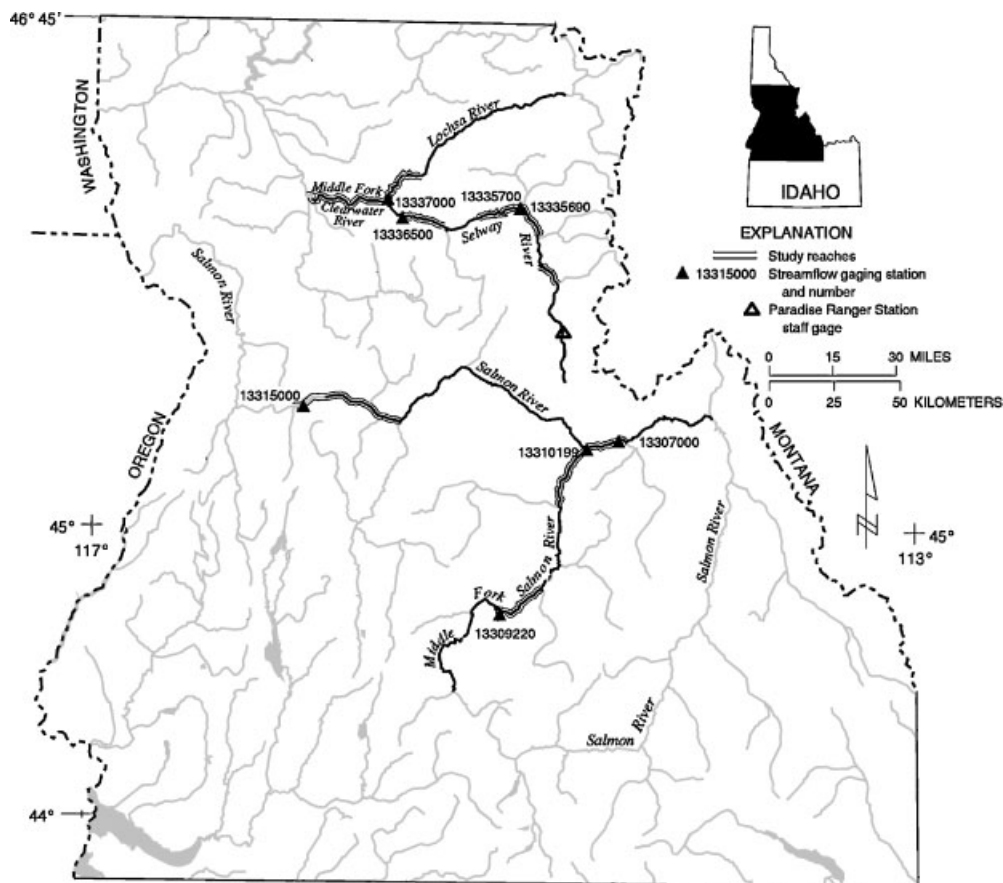 46° 45'
WASHINGTON
Lochsa River
Middle Fork
Clearwater
River
13337000
13336500
13335700
13335690
Selway
River
IDAHO
EXPLANATION
Study reaches
13315000 Streamflow gaging station
and number
Paradise Ranger Station
staff gage
0 15 30 MILES
0 25 50 KILOMETERS
Salmon River
OREGON
13315000
Salmon River
13310199
13307000
MONTANA
N
45°
117°
45°
113°
Salmon River
Salmon River
Middle
Fork
13309220
Salmon
River
44°